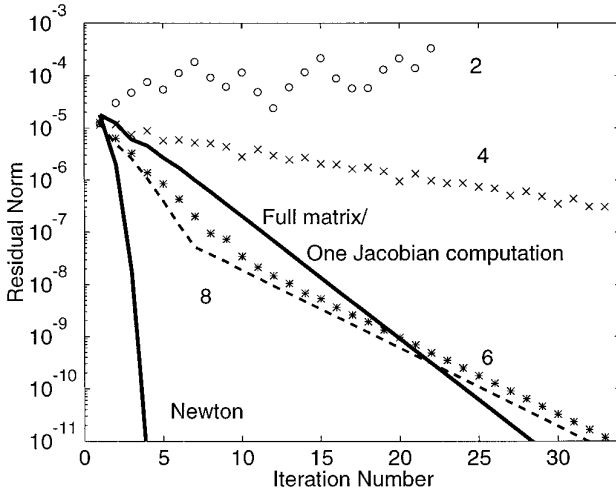 10-3
10-4
10-5
10-6
10-7
10-8
10-9
10-10
10-11
Residual Norm
2
4
Full matrix/
One Jacobian computation
8
6
Newton
0 5 10 15 20 25 30
Iteration Number